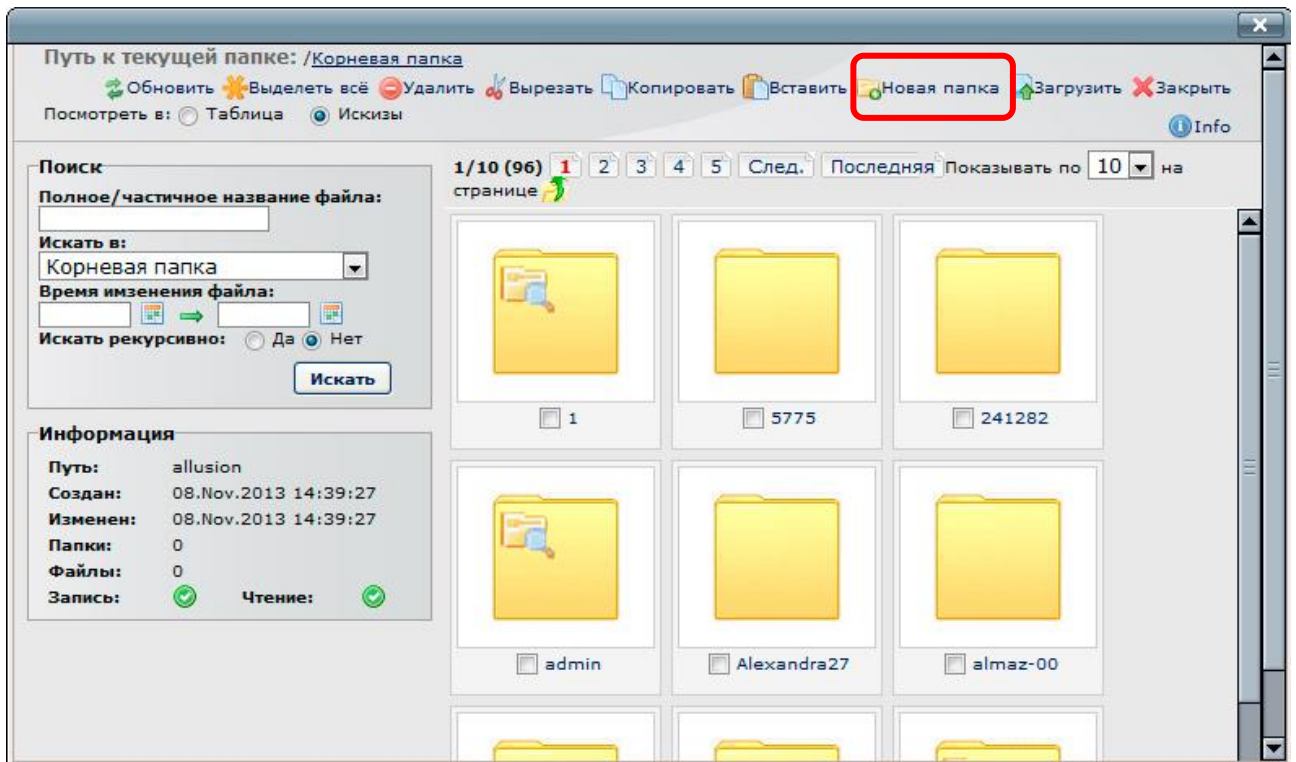 Путь к текущей папке: /Корневая папка
Обновить Выделеть всё Удалить Вырезать Копировать Вставить Новая папка Загрузить Закрыть
Посмотреть в: Таблица Искизы
Info
Поиск
Полное/частичное название файла:
Искать в:
Корневая папка
Время имзенения файла:
Искать рекурсивно: Да Нет
Искать
Информация
Путь: allusion
Создан: 08.Nov.2013 14:39:27
Изменен: 08.Nov.2013 14:39:27
Папки: 0
Файлы: 0
Запись: Чтение:
1/10 (96) 1 2 3 4 5 След. Последняя Показывать по 10 на
странице
1 5775 241282
admin Alexandra27 almaz-00